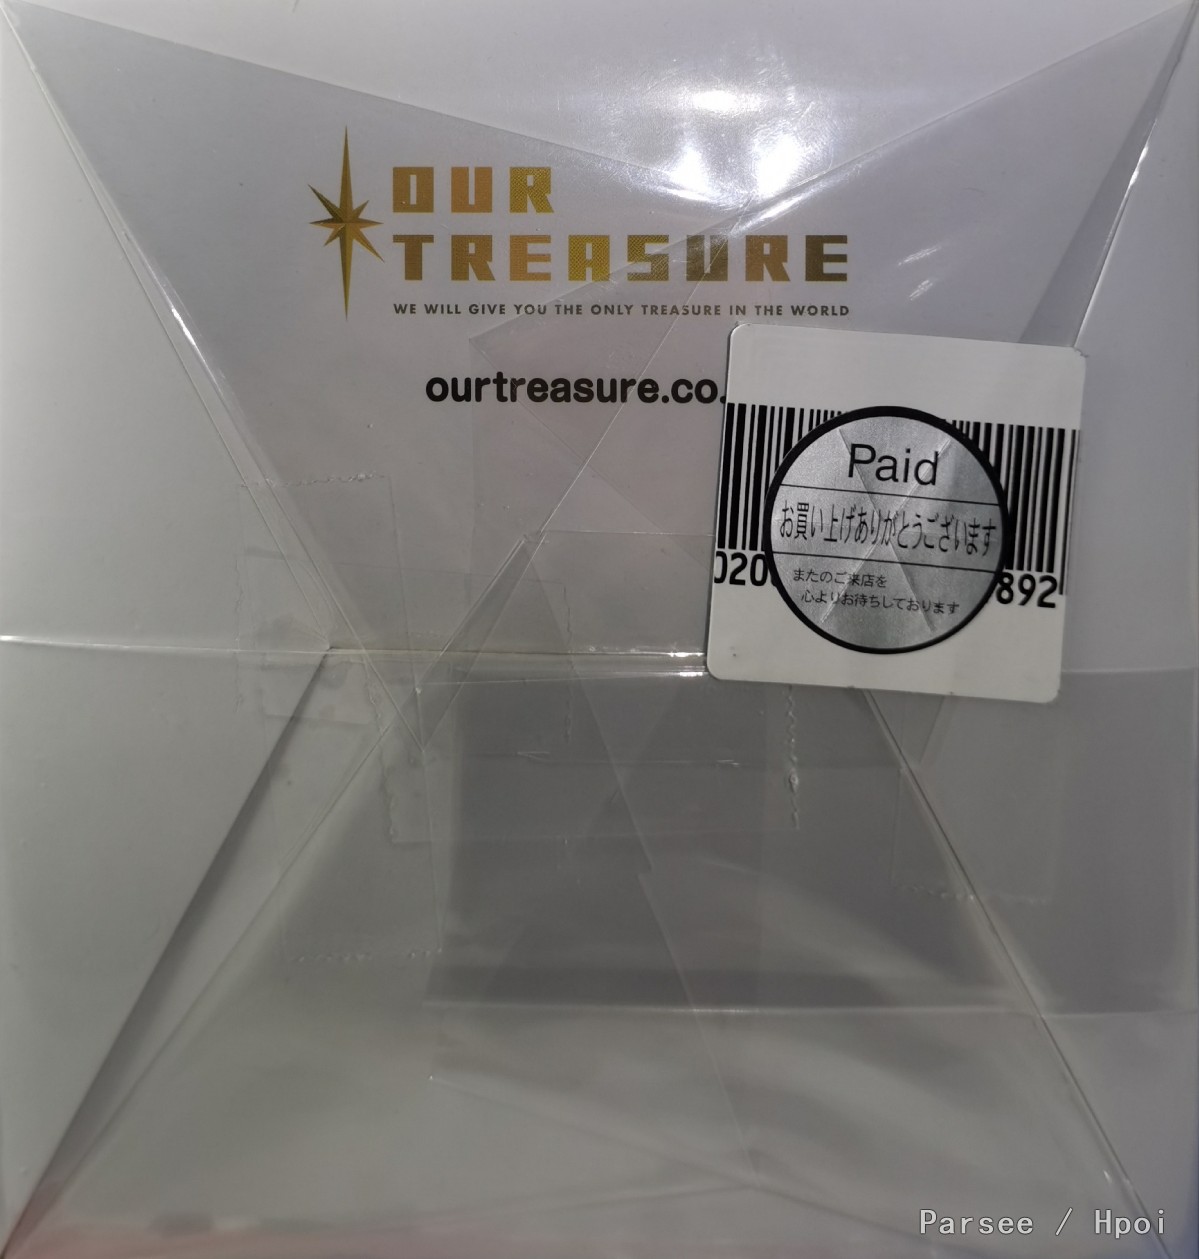 OUR
TREASURE
WE WILL GIVE YOU THE ONLY TREASURE IN THE WORLD
ourtreasure.co.
Paid
お買い上げありがとうございます
またのご来店を
心よりお待ちしております
020
892
Parsee / Hpoi